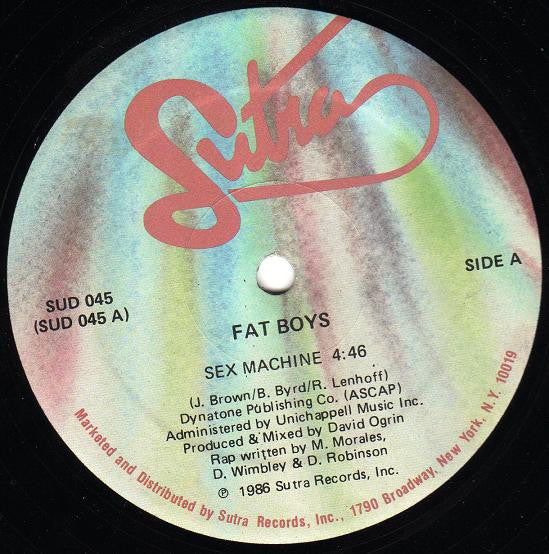 Sutra
SUD 045
(SUD 045 A)
SIDE A
FAT BOYS
SEX MACHINE 4:46
(J. Brown/B. Byrd/R. Lenhoff)
Dynatone Publishing Co. (ASCAP)
Administered by Unichappell Music Inc.
Produced & Mixed by David Ogrin
Rap written by M. Morales,
D. Wimbley & D. Robinson
℗ 1986 Sutra Records, Inc.
Marketed and Distributed by Sutra Records, Inc., 1790 Broadway, New York, N.Y. 10019